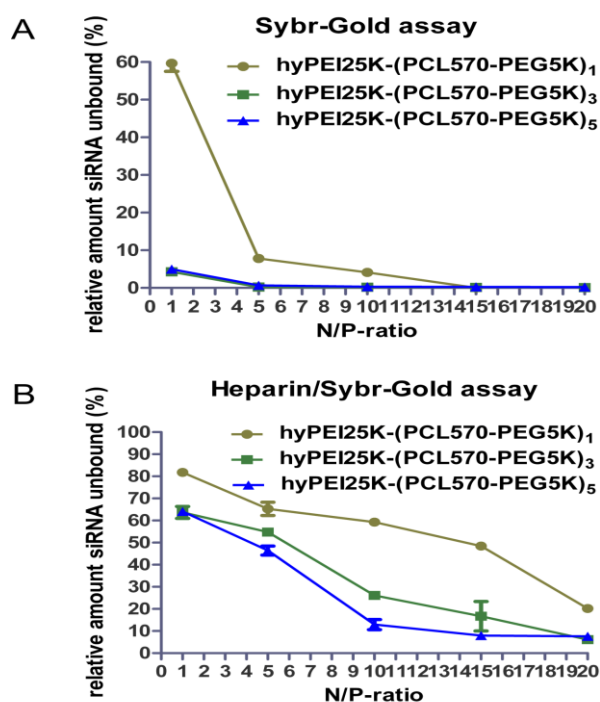 A
Sybr-Gold assay
relative amount siRNA unbound (%)
60
50
40
30
20
10
0
hyPEI25K-(PCL570-PEG5K)1
hyPEI25K-(PCL570-PEG5K)3
hyPEI25K-(PCL570-PEG5K)5
0 1 2 3 4 5 6 7 8 9 10 11 12 13 14 15 16 17 18 19 20
N/P-ratio
B
Heparin/Sybr-Gold assay
relative amount siRNA unbound (%)
100
90
80
70
60
50
40
30
20
10
0
hyPEI25K-(PCL570-PEG5K)1
hyPEI25K-(PCL570-PEG5K)3
hyPEI25K-(PCL570-PEG5K)5
0 1 2 3 4 5 6 7 8 9 10 11 12 13 14 15 16 17 18 19 20
N/P-ratio